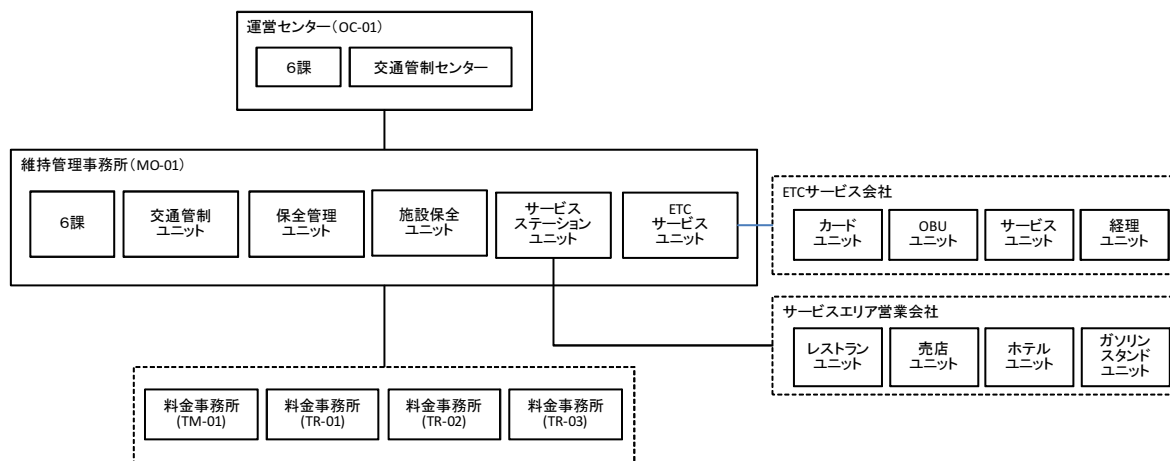 運営センター(OC-01)
６課
交通管制センター
維持管理事務所(MO-01)
６課
交通管制
ユニット
保全管理
ユニット
施設保全
ユニット
サービス
ステーション
ユニット
ETC
サービス
ユニット
ETCサービス会社
カード
ユニット
OBU
ユニット
サービス
ユニット
経理
ユニット
サービスエリア営業会社
レストラン
ユニット
売店
ユニット
ホテル
ユニット
ガソリン
スタンド
ユニット
料金事務所
(TM-01)
料金事務所
(TR-01)
料金事務所
(TR-02)
料金事務所
(TR-03)